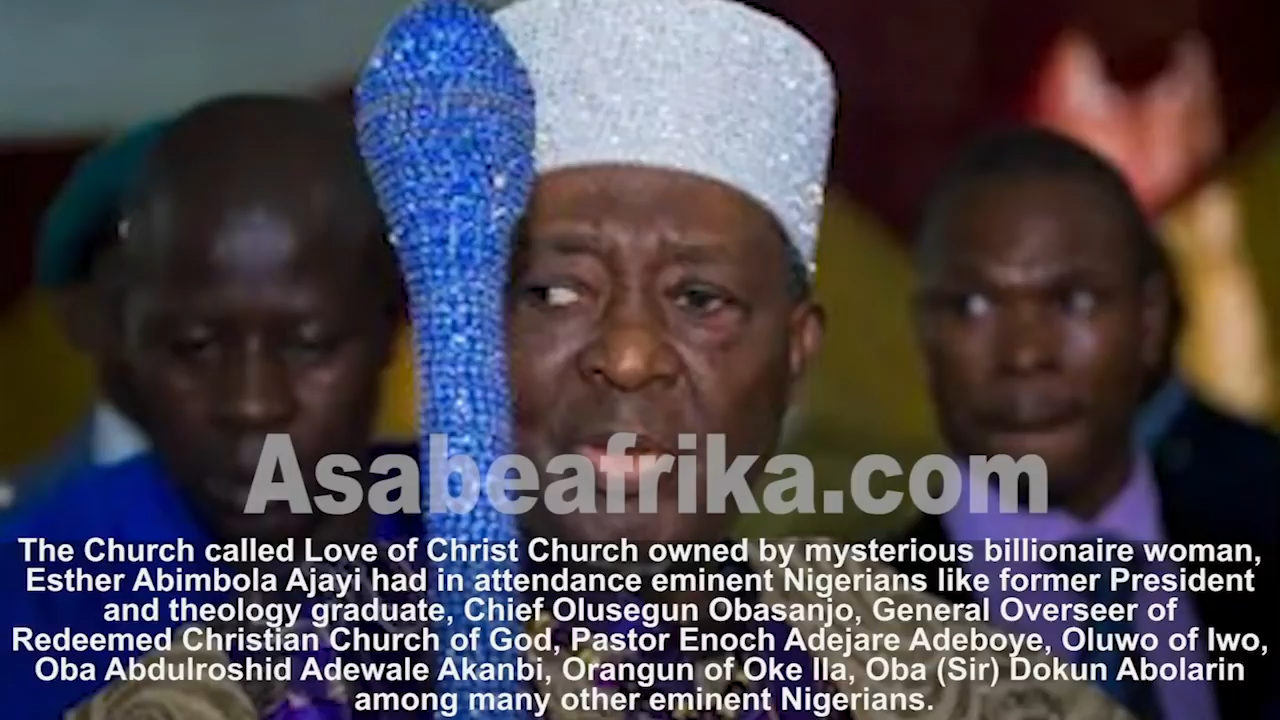 Asabeafrika.com
The Church called Love of Christ Church owned by mysterious billionaire woman,
Esther Abimbola Ajayi had in attendance eminent Nigerians like former President
and theology graduate, Chief Olusegun Obasanjo, General Overseer of
Redeemed Christian Church of God, Pastor Enoch Adejare Adeboye, Oluwo of Iwo,
Oba Abdulroshid Adewale Akanbi, Orangun of Oke Ila, Oba (Sir) Dokun Abolarin
among many other eminent Nigerians.